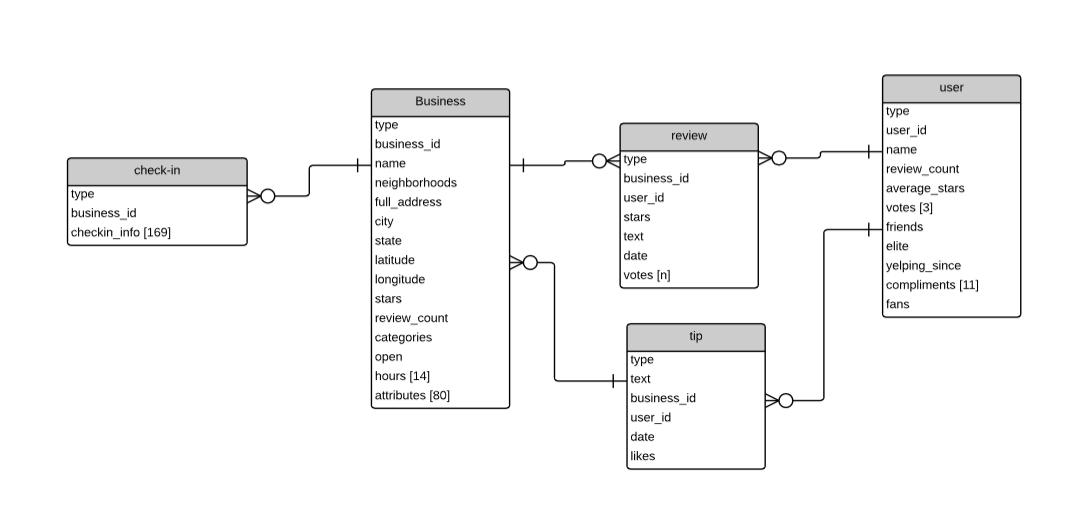 check-in
type
business_id
checkin_info [169]
Business
type
business_id
name
neighborhoods
full_address
city
state
latitude
longitude
stars
review_count
categories
open
hours [14]
attributes [80]
review
type
business_id
user_id
stars
text
date
votes [n]
tip
type
text
business_id
user_id
date
likes
user
type
user_id
name
review_count
average_stars
votes [3]
friends
elite
yelping_since
compliments [11]
fans